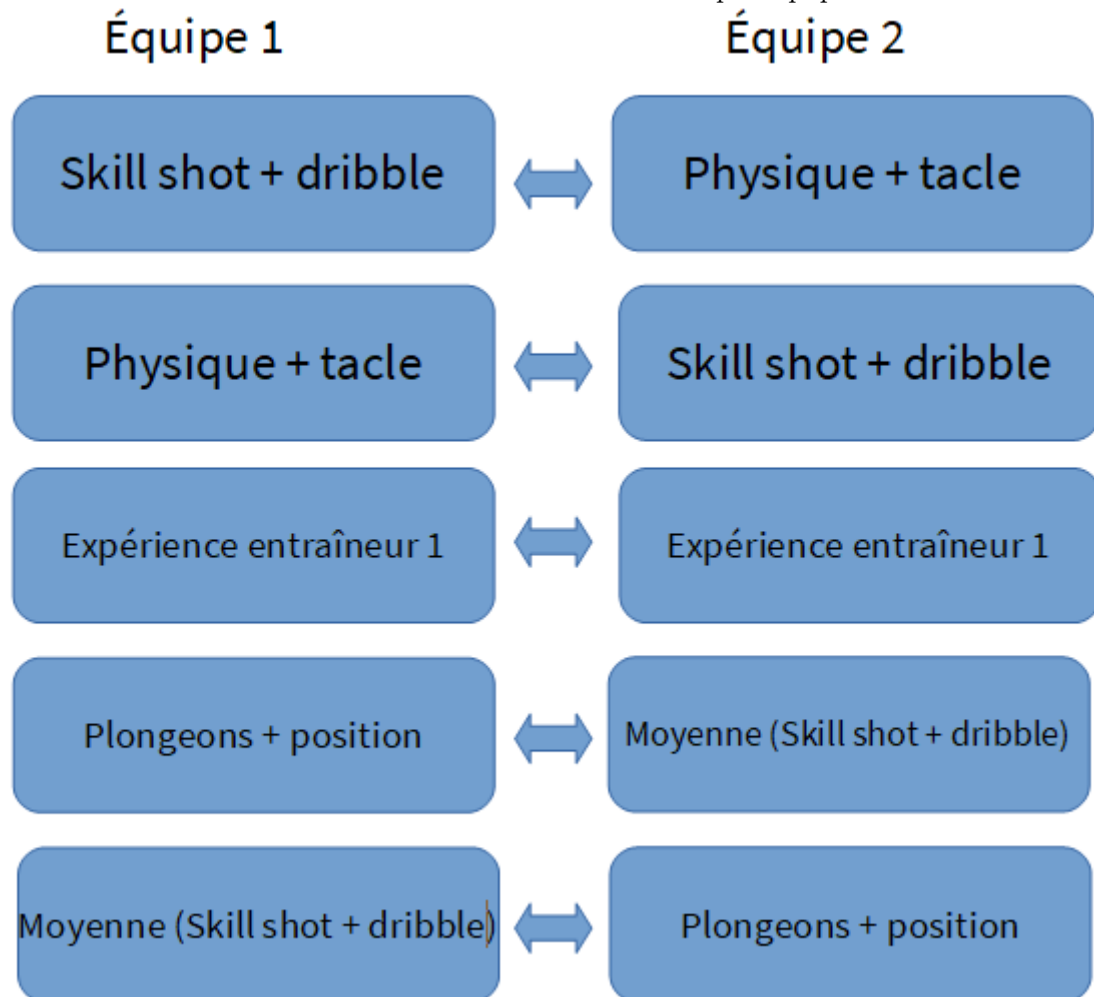 Équipe 1 Équipe 2
Skill shot + dribble Physique + tacle
Physique + tacle Skill shot + dribble
Expérience entraîneur 1 Expérience entraîneur 1
Plongeons + position Moyenne (Skill shot + dribble)
Moyenne (Skill shot + dribble) Plongeons + position